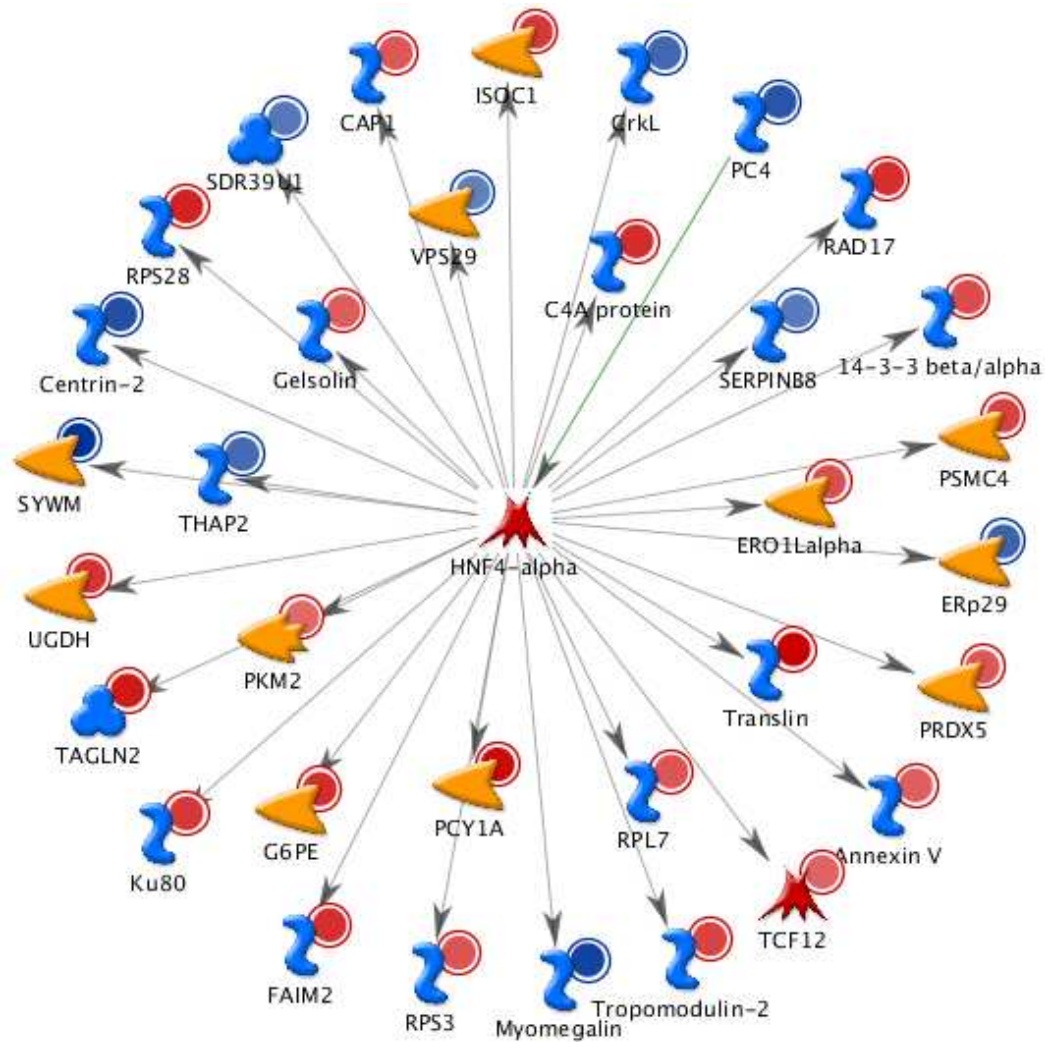 ISOC1
CAP1
CrkL
PC4
SDR39U1
RAD17
VPS29
RPS28
C4A protein
14-3-3 beta/alpha
Gelsolin
SERPINB8
Centrin-2
PSMC4
SYWM
THAP2
ERO1Lalpha
HNF4-alpha
ERp29
UGDH
PKM2
Translin
PRDX5
TAGLN2
PCY1A
RPL7
G6PE
Annexin V
Ku80
TCF12
FAIM2
RPS3
Myomegalin
Tropomodulin-2